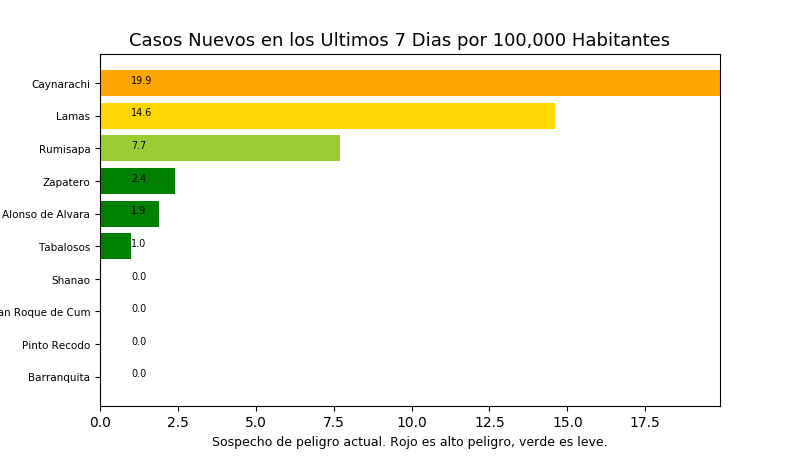 Casos Nuevos en los Ultimos 7 Dias por 100,000 Habitantes
Caynarachi 19.9
Lamas 14.6
Rumisapa 7.7
Zapatero 2.4
Alonso de Alvara 1.9
Tabalosos 1.0
Shanao 0.0
an Roque de Cum 0.0
Pinto Recodo 0.0
Barranquita 0.0
0.0 2.5 5.0 7.5 10.0 12.5 15.0 17.5
Sospecho de peligro actual. Rojo es alto peligro, verde es leve.